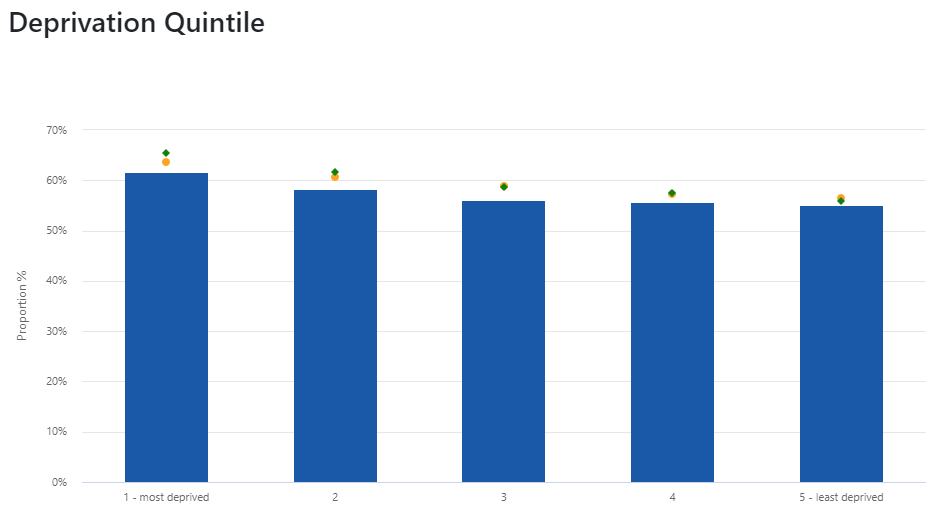 Deprivation Quintile
70%
60%
50%
40%
30%
20%
10%
0%
Proportion %
1 - most deprived
2
3
4
5 - least deprived